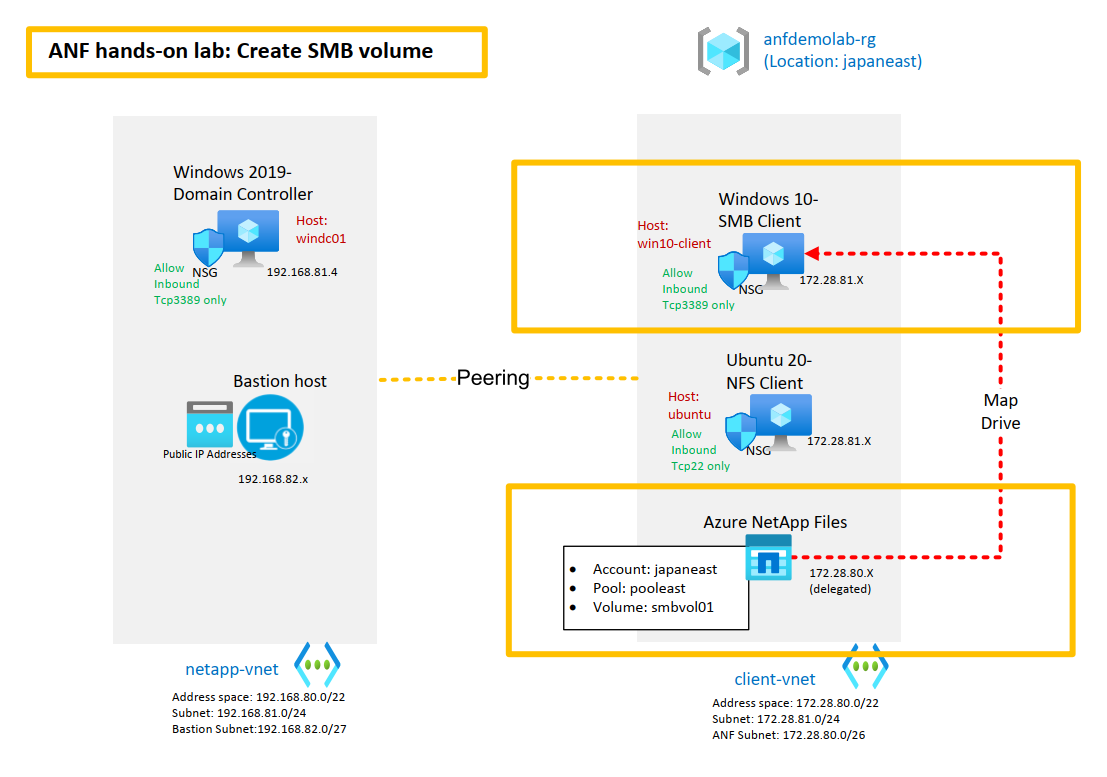 ANF hands-on lab: Create SMB volume
anfdemolab-rg
(Location: japaneast)
Windows 2019-
Domain Controller
Host:
windc01
NSG
192.168.81.4
Allow
Inbound
Tcp3389 only
Bastion host
Public IP Addresses
192.168.82.x
netapp-vnet
Address space: 192.168.80.0/22
Subnet: 192.168.81.0/24
Bastion Subnet:192.168.82.0/27
Peering
Windows 10-
SMB Client
Host:
win10-client
NSG
172.28.81.X
Allow
Inbound
Tcp3389 only
Ubuntu 20-
NFS Client
Host:
ubuntu
NSG
172.28.81.X
Allow
Inbound
Tcp22 only
Map
Drive
Azure NetApp Files
• Account: japaneast
• Pool: pooleast
• Volume: smbvol01
172.28.80.X
(delegated)
client-vnet
Address space: 172.28.80.0/22
Subnet: 172.28.81.0/24
ANF Subnet: 172.28.80.0/26